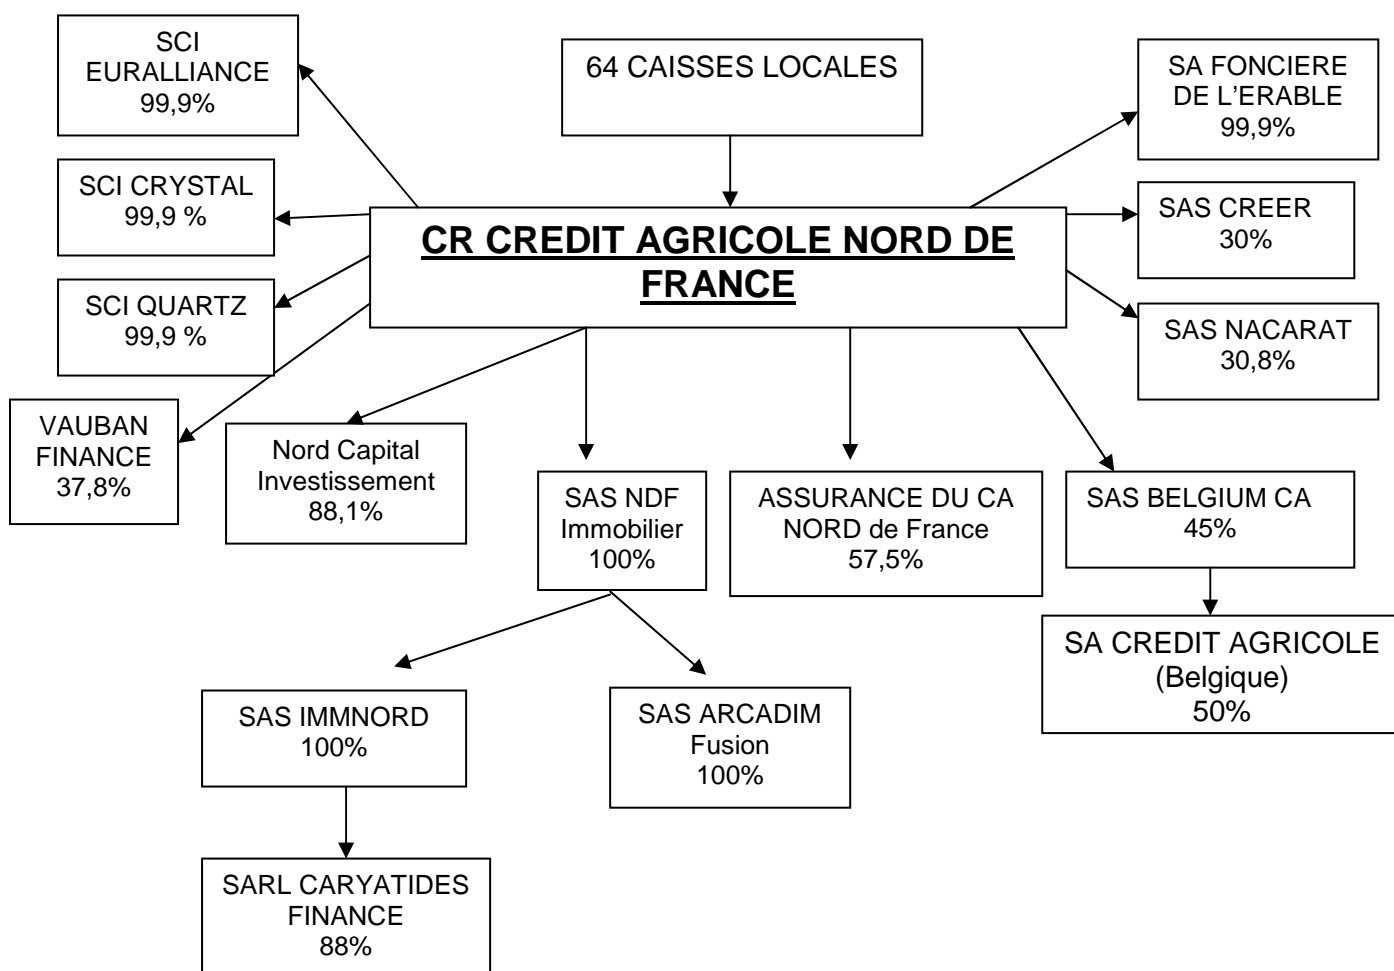 SCI
EURALLIANCE
99,9%
64 CAISSES LOCALES
SA FONCIERE
DE L'ERABLE
99,9%
SCI CRYSTAL
99,9 %
SAS CREER
30%
CR CREDIT AGRICOLE NORD DE
FRANCE
SCI QUARTZ
99,9 %
SAS NACARAT
30,8%
VAUBAN
FINANCE
37,8%
Nord Capital
Investissement
88,1%
SAS NDF
Immobilier
100%
ASSURANCE DU CA
NORD de France
57,5%
SAS BELGIUM CA
45%
SA CREDIT AGRICOLE
(Belgique)
50%
SAS IMMNORD
100%
SAS ARCADIM
Fusion
100%
SARL CARYATIDES
FINANCE
88%